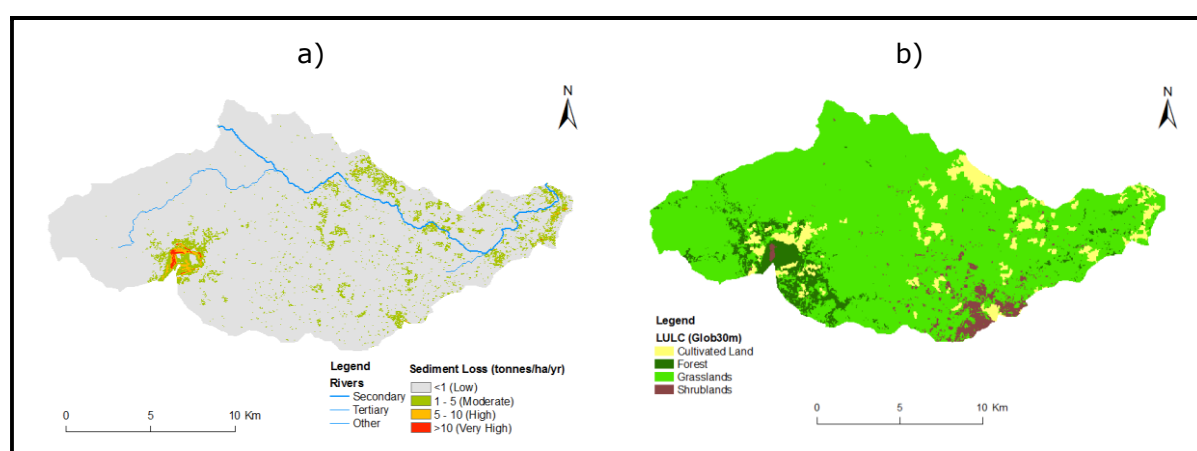 a)
b)
N
N
Legend
Rivers
Secondary
Tertiary
Other
Sediment Loss (tonnes/ha/yr)
<1 (Low)
1 - 5 (Moderate)
5 - 10 (High)
>10 (Very High)
0 5 10 Km
Legend
LULC (Glob30m)
Cultivated Land
Forest
Grasslands
Shrublands
0 5 10 Km